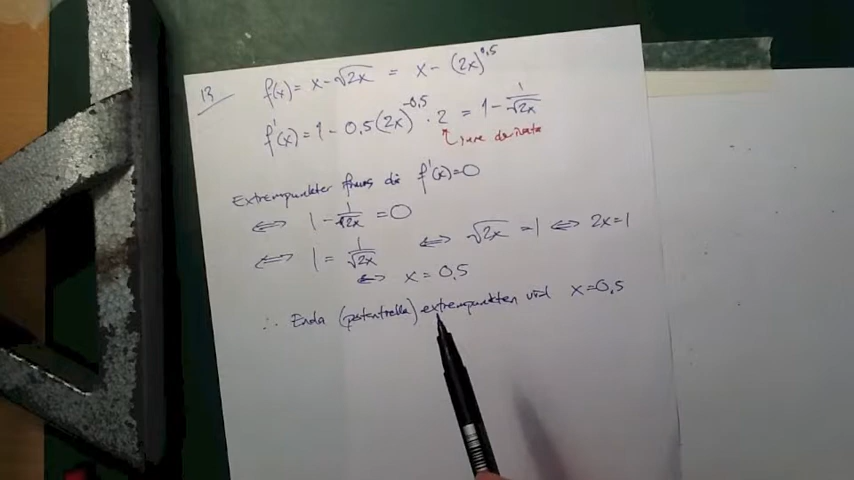 13 f(x) = x - √2x = x - (2x)^0,5
f'(x) = 1 - 0.5(2x)^-0.5 · 2 = 1 - 1/√2x
inre derivata
Extrempunkter finns då f'(x)=0
⟺ 1 - 1/√2x = 0
⟺ 1 = 1/√2x ⟺ √2x = 1 ⟺ 2x = 1
⟺ x = 0,5
∴ Enda (potentiella) extrempunkten vid x=0,5